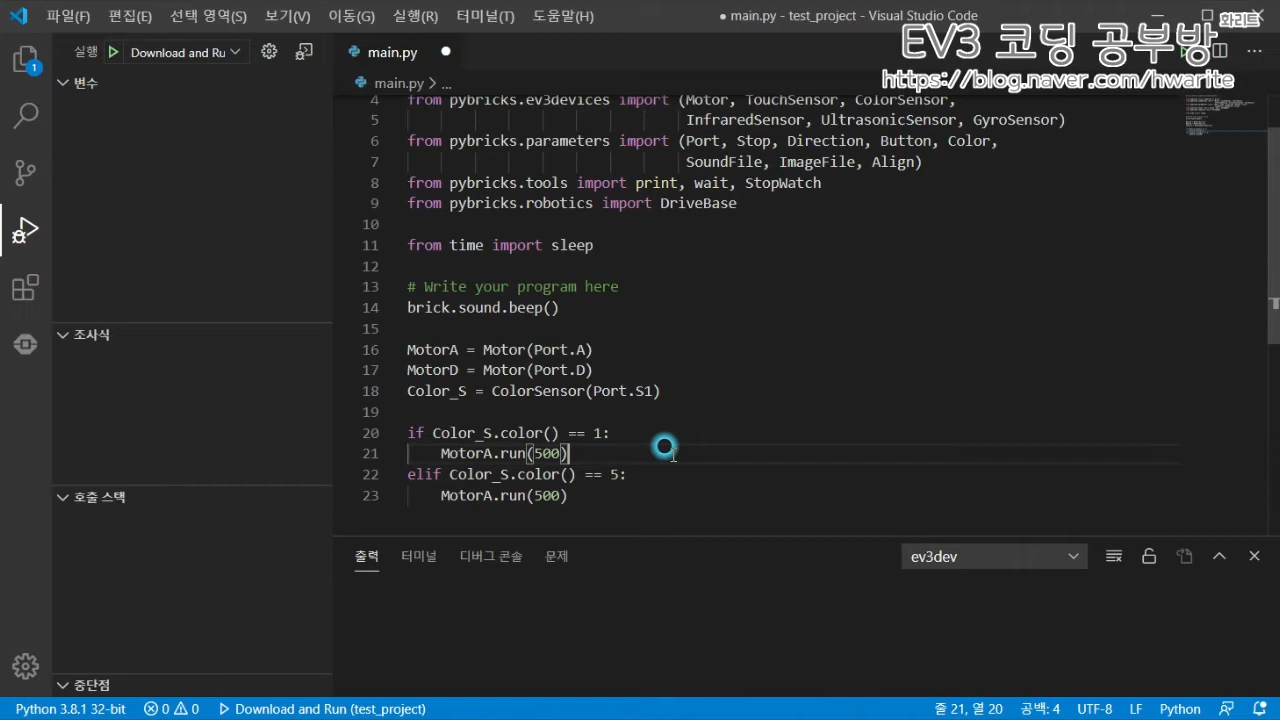 파일(F) 편집(E) 선택 영역(S) 보기(V) 이동(G) 실행(R) 터미널(T) 도움말(H) ● main.py - test_project - Visual Studio Code
화리트
EV3 코딩 공부방
https://blog.naver.com/hwarite
실행 Download and Ru
main.py ●
변수
main.py > ...
1
4 from pybricks.ev3devices import (Motor, TouchSensor, ColorSensor,
5 InfraredSensor, UltrasonicSensor, GyroSensor)
6 from pybricks.parameters import (Port, Stop, Direction, Button, Color,
7 SoundFile, ImageFile, Align)
8 from pybricks.tools import print, wait, StopWatch
9 from pybricks.robotics import DriveBase
10
11 from time import sleep
12
13 # Write your program here
14 brick.sound.beep()
15
16 MotorA = Motor(Port.A)
17 MotorD = Motor(Port.D)
18 Color_S = ColorSensor(Port.S1)
19
20 if Color_S.color() == 1:
21 MotorA.run(500)
22 elif Color_S.color() == 5:
23 MotorA.run(500)
조사식
호출 스택
중단점
출력 터미널 디버그 콘솔 문제 ev3dev
Python 3.8.1 32-bit 0 0 Download and Run (test_project) 줄 21, 열 20 공백: 4 UTF-8 LF Python